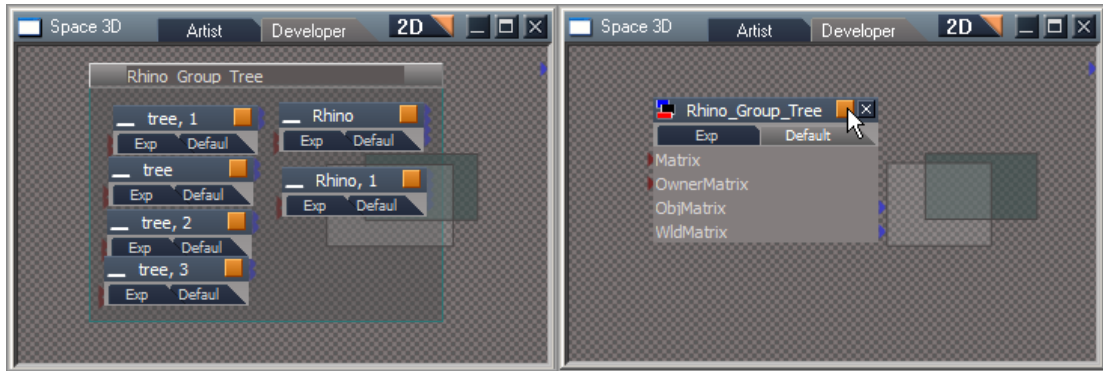 Space 3D Artist Developer 2D
Rhino Group Tree
tree, 1
Exp Defaul
Rhino
Exp Defaul
tree
Exp Defaul
Rhino, 1
Exp Defaul
tree, 2
Exp Defaul
tree, 3
Exp Defaul
Space 3D Artist Developer 2D
Rhino_Group_Tree
Exp Default
Matrix
OwnerMatrix
ObjMatrix
WldMatrix